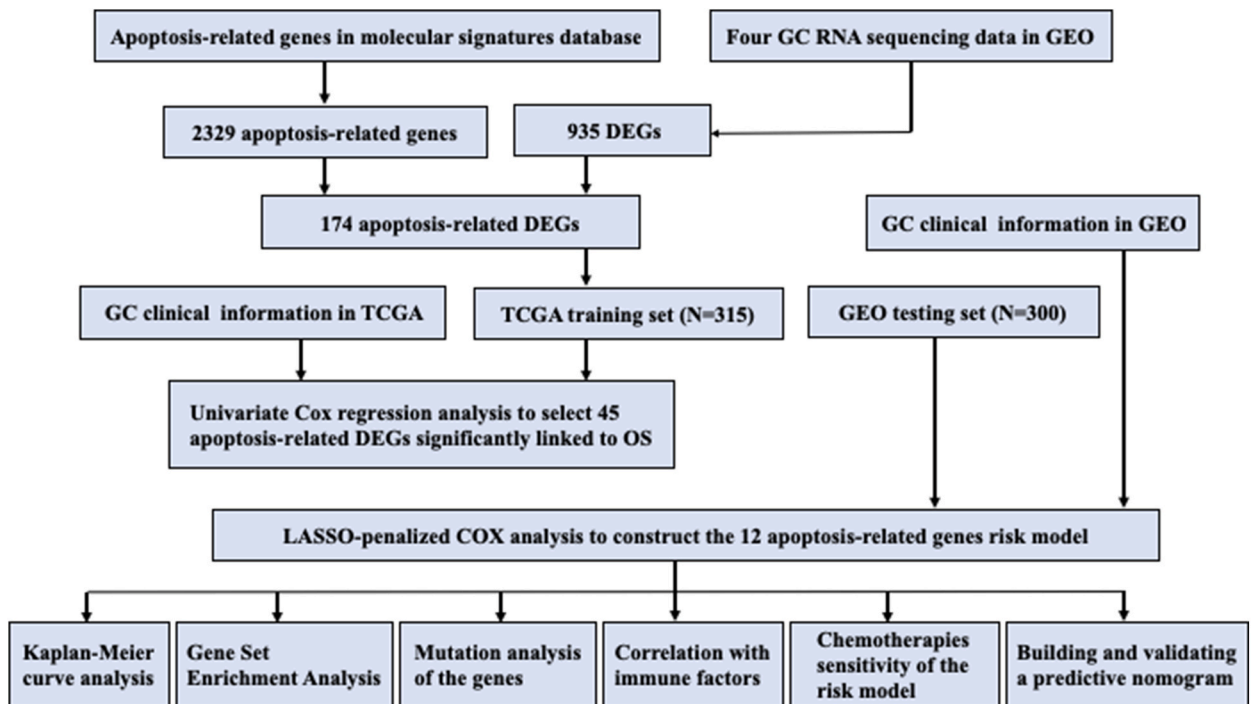 Apoptosis-related genes in molecular signatures database
Four GC RNA sequencing data in GEO
2329 apoptosis-related genes
935 DEGs
174 apoptosis-related DEGs
GC clinical information in GEO
GC clinical information in TCGA
TCGA training set (N=315)
GEO testing set (N=300)
Univariate Cox regression analysis to select 45
apoptosis-related DEGs significantly linked to OS
LASSO-penalized COX analysis to construct the 12 apoptosis-related genes risk model
Kaplan-Meier
curve analysis
Gene Set
Enrichment Analysis
Mutation analysis
of the genes
Correlation with
immune factors
Chemotherapies
sensitivity of the
risk model
Building and validating
a predictive nomogram